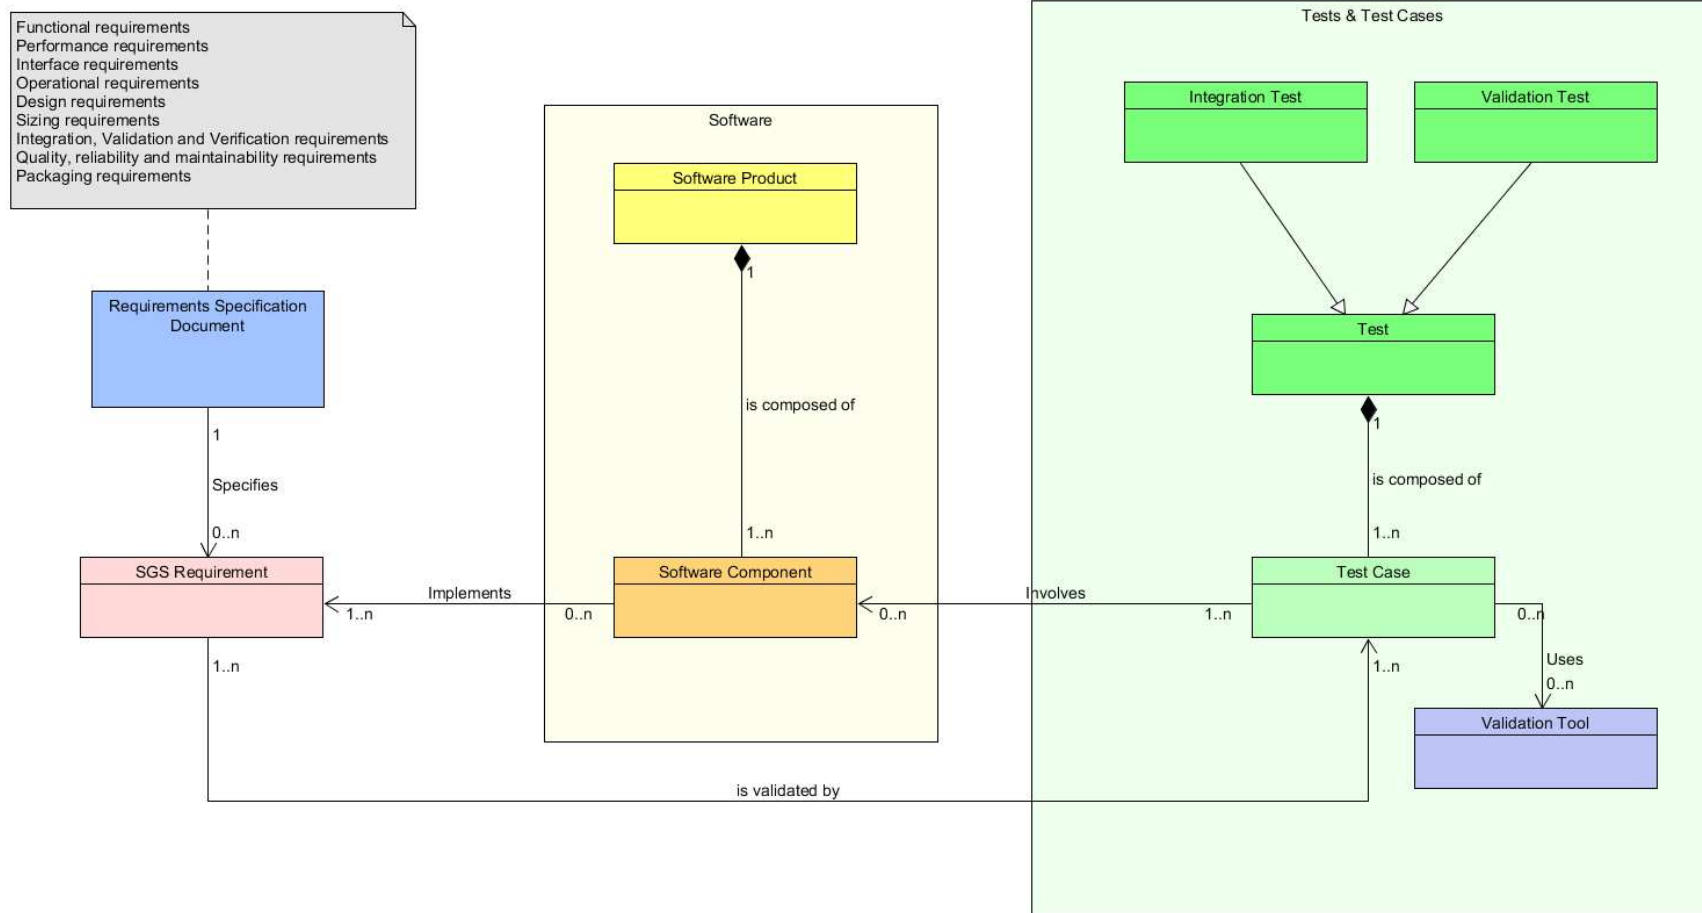 Functional requirements
Performance requirements
Interface requirements
Operational requirements
Design requirements
Sizing requirements
Integration, Validation and Verification requirements
Quality, reliability and maintainability requirements
Packaging requirements
Requirements Specification
Document
1
Specifies
0..n
SGS Requirement
1..n
Implements
0..n
1..n
Software
Software Product
1
is composed of
1..n
Software Component
0..n
Involves
1..n
is validated by
Tests & Test Cases
Integration Test
Validation Test
Test
1
is composed of
1..n
Test Case
0..n
1..n
Uses
0..n
Validation Tool